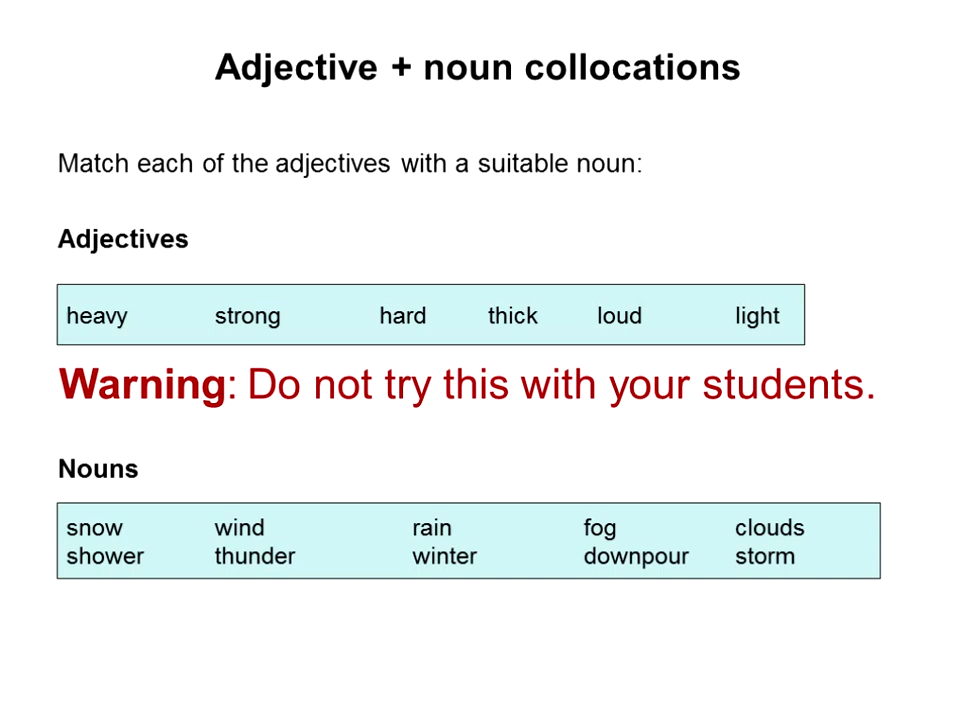 Adjective + noun collocations
Match each of the adjectives with a suitable noun:
Adjectives
heavy strong hard thick loud light
Warning: Do not try this with your students.
Nouns
snow wind rain fog clouds
shower thunder winter downpour storm